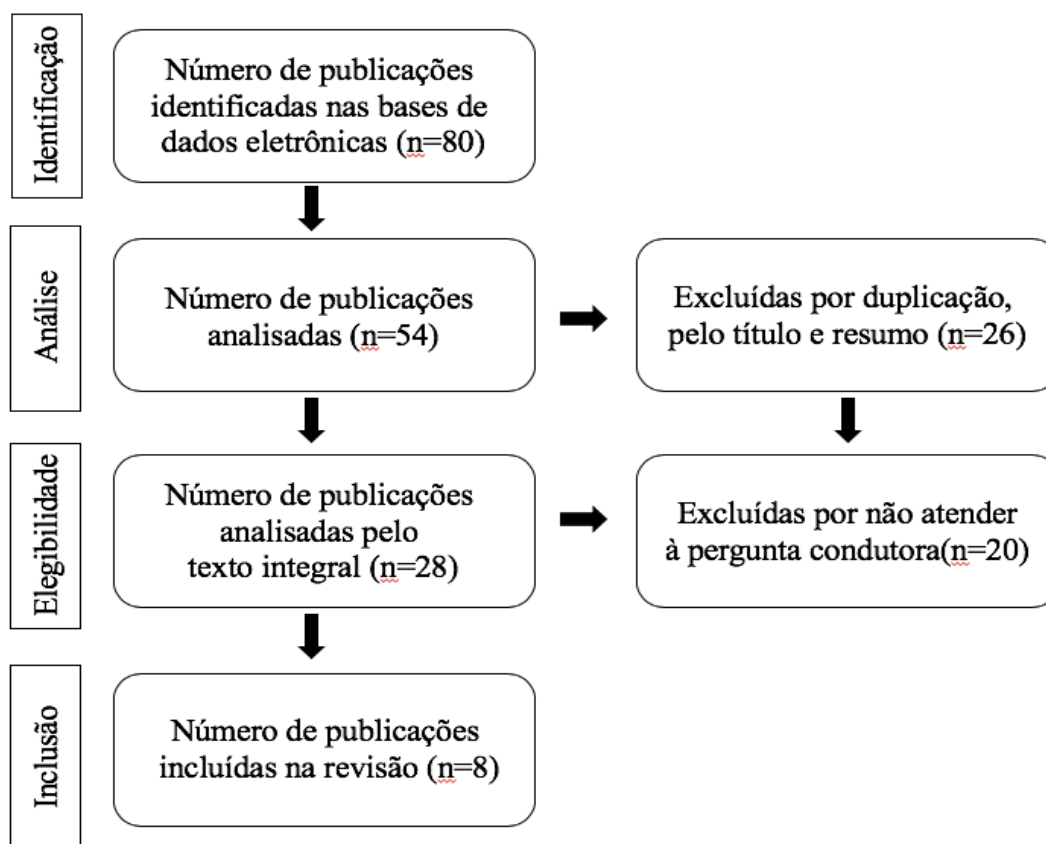 Identificação
Número de publicações
identificadas nas bases de
dados eletrônicas (n=80)
Análise
Número de publicações
analisadas (n=54)
Excluídas por duplicação,
pelo título e resumo (n=26)
Elegibilidade
Número de publicações
analisadas pelo
texto integral (n=28)
Excluídas por não atender
à pergunta condutora(n=20)
Inclusão
Número de publicações
incluídas na revisão (n=8)